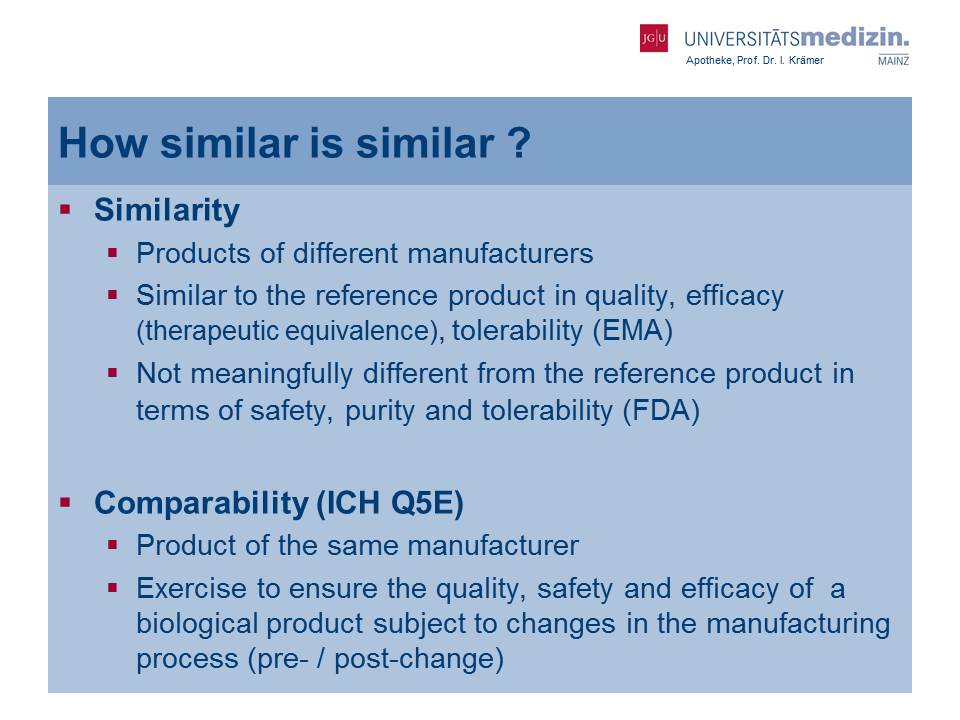 JG|U UNIVERSITÄTSmedizin.
Apotheke, Prof. Dr. I. Krämer MAINZ
How similar is similar ?
Similarity
Products of different manufacturers
Similar to the reference product in quality, efficacy
(therapeutic equivalence), tolerability (EMA)
Not meaningfully different from the reference product in
terms of safety, purity and tolerability (FDA)
Comparability (ICH Q5E)
Product of the same manufacturer
Exercise to ensure the quality, safety and efficacy of  a
biological product subject to changes in the manufacturing
process (pre- / post-change)